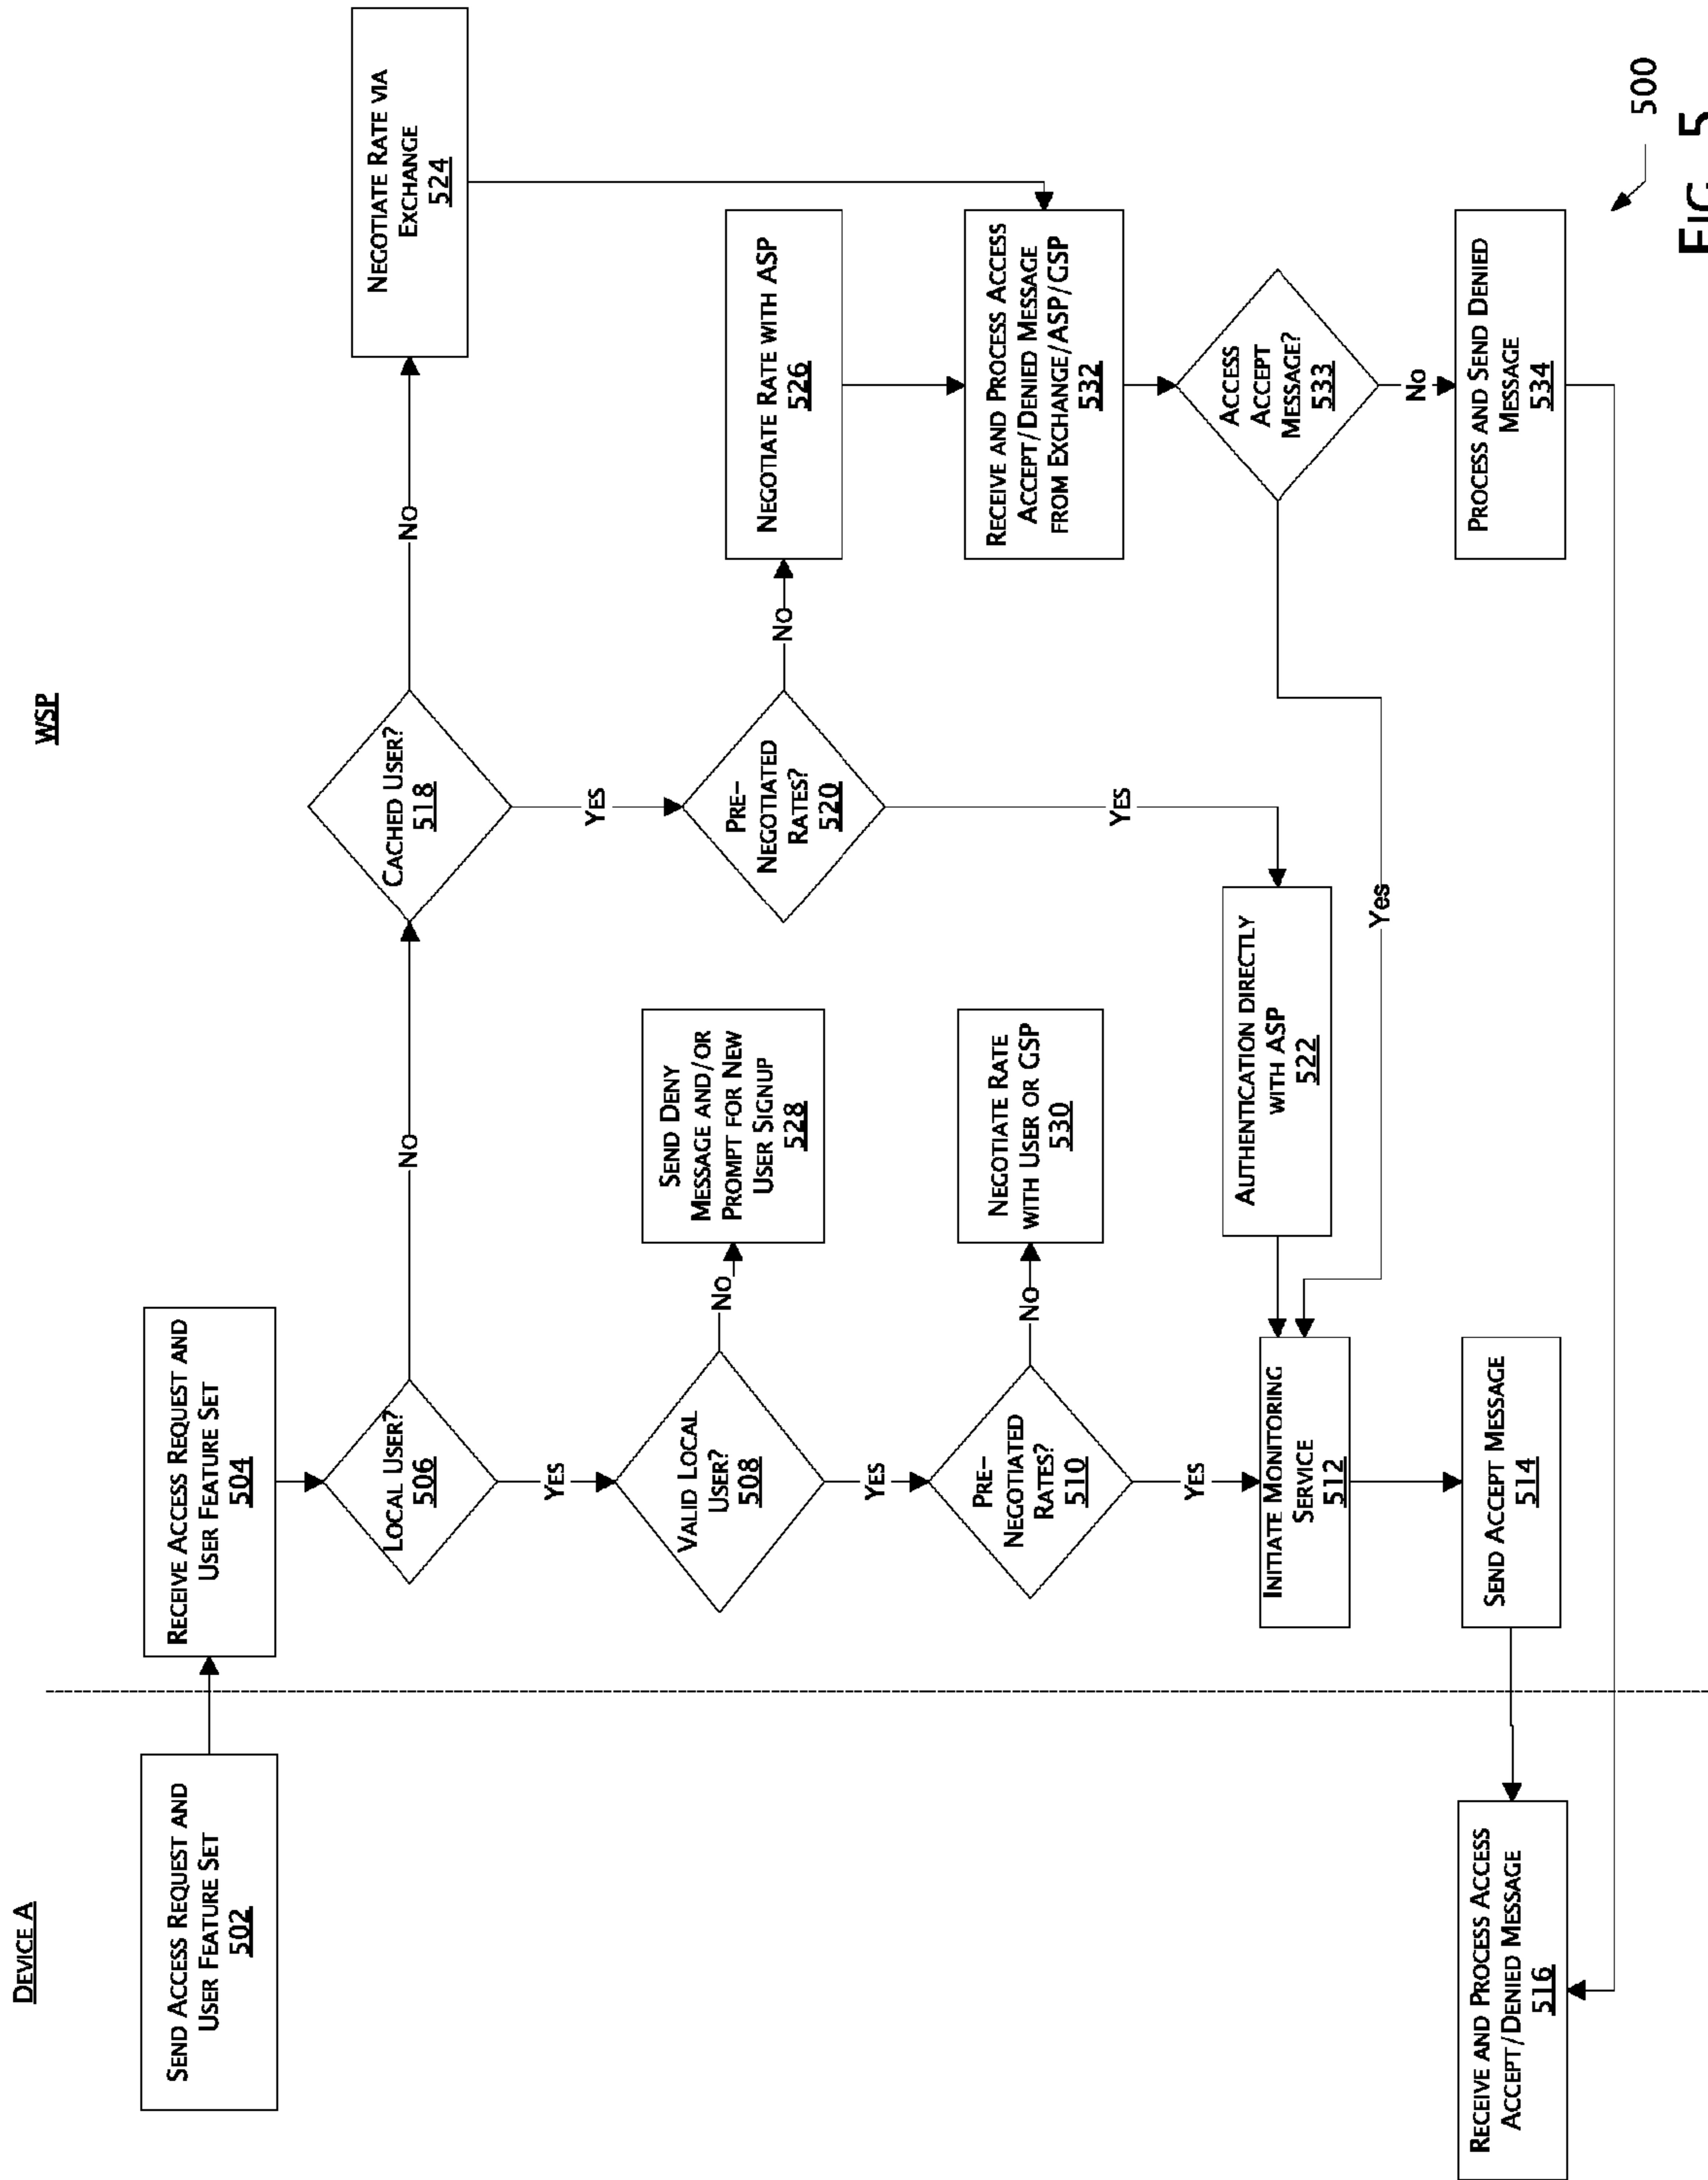 DEVICE A
WSP
SEND ACCESS REQUEST AND
USER FEATURE SET
502
RECEIVE ACCESS REQUEST AND
USER FEATURE SET
504
LOCAL USER?
506
NO
CACHED USER?
518
NO
NEGOTIATE RATE VIA
EXCHANGE
524
YES
YES
VALID LOCAL
USER?
508
NO
SEND DENY
MESSAGE AND/OR
PROMPT FOR NEW
USER SIGNUP
528
PRE-
NEGOTIATED
RATES?
520
NO
NEGOTIATE RATE WITH ASP
526
YES
PRE-
NEGOTIATED
RATES?
510
NO
NEGOTIATE RATE
WITH USER OR GSP
530
YES
RECEIVE AND PROCESS ACCESS
ACCEPT/DENIED MESSAGE
FROM EXCHANGE/ASP/GSP
532
YES
INITIATE MONITORING
SERVICE
512
AUTHENTICATION DIRECTLY
WITH ASP
522
ACCESS
ACCEPT
MESSAGE?
533
Yes
No
RECEIVE AND PROCESS ACCESS
ACCEPT/DENIED MESSAGE
516
SEND ACCEPT MESSAGE
514
PROCESS AND SEND DENIED
MESSAGE
534
500
FIG. 5